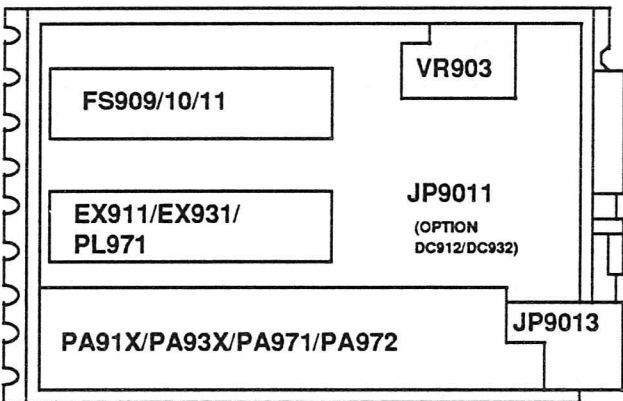 VR903
FS909/10/11
EX911/EX931/
PL971
JP9011
(OPTION
DC912/DC932)
JP9013
PA91X/PA93X/PA971/PA972